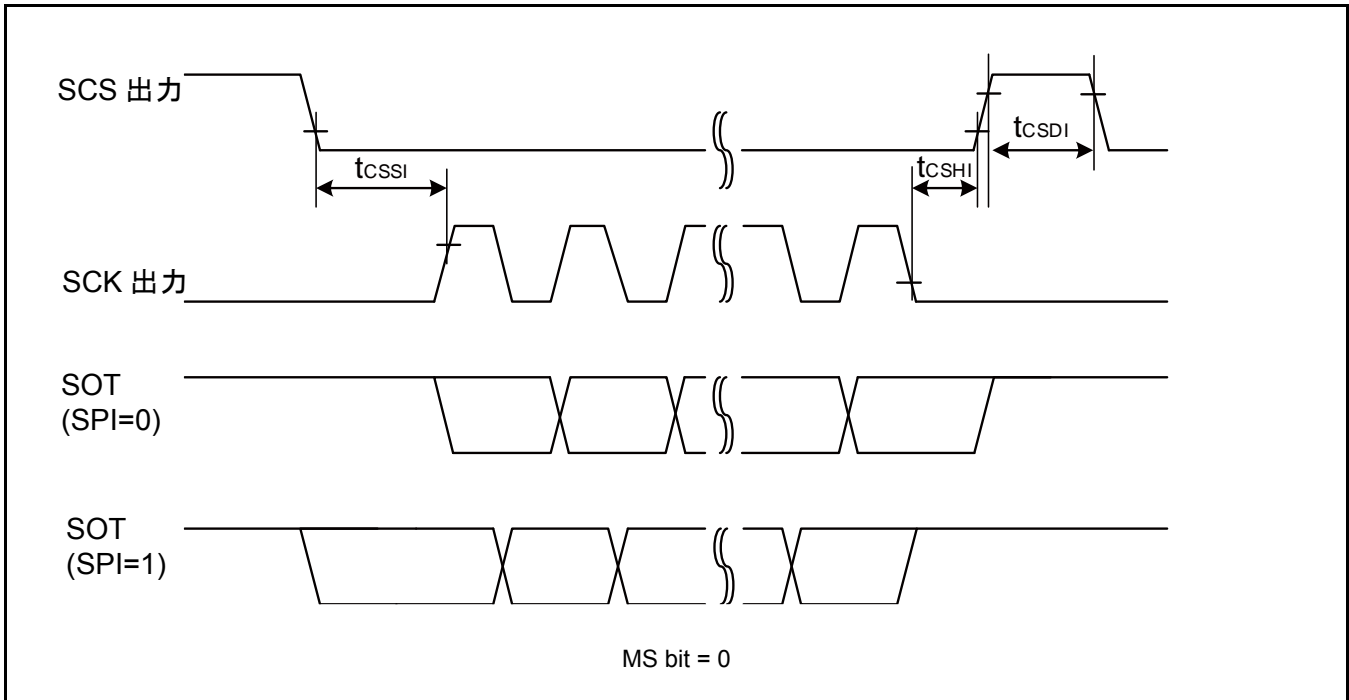 SCS 出力
tCSSI
tCSHI
tCSDI
SCK 出力
SOT
(SPI=0)
SOT
(SPI=1)
MS bit = 0